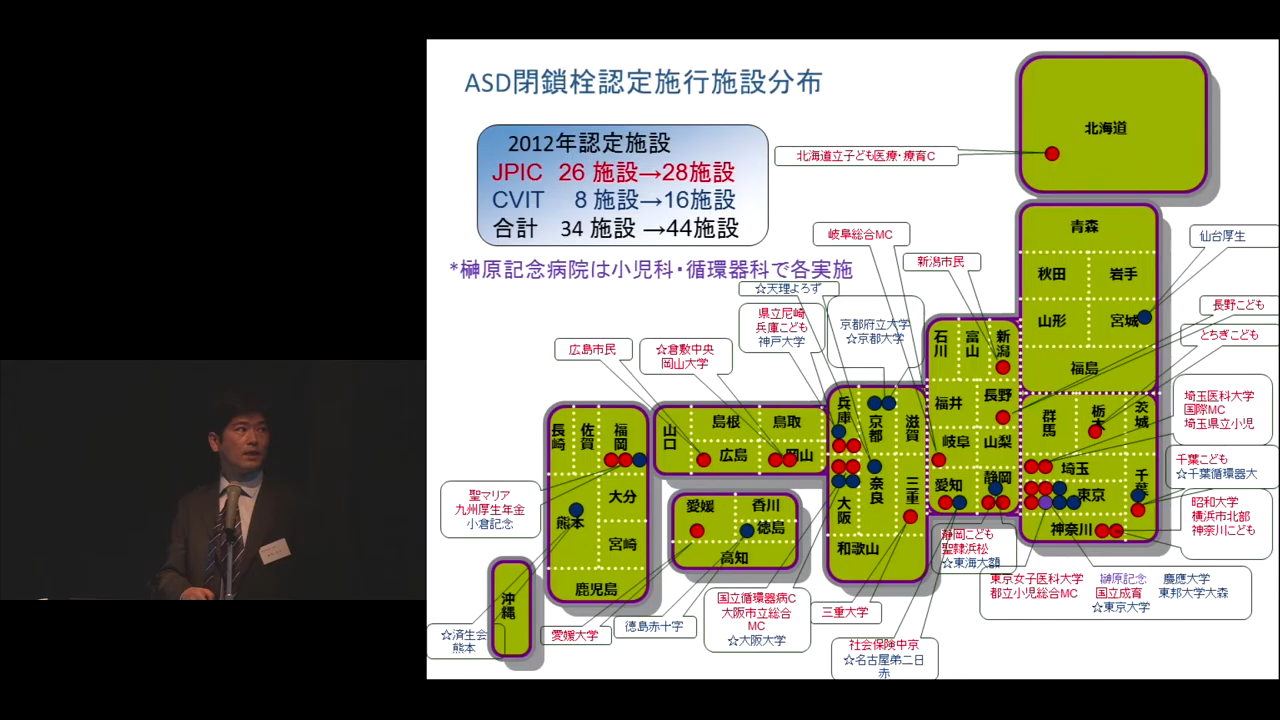 ASD閉鎖栓認定施行施設分布
2012年認定施設
JPIC 26 施設→28施設
CVIT 8 施設→16施設
合計 34 施設 →44施設
*榊原記念病院は小児科・循環器科で各実施
北海道
北海道立子ども医療・療育C
青森
秋田
岩手
山形
宮城
福島
仙台厚生
長野こども
とちぎこども
岐阜総合MC
新潟市民
☆天理よろず
県立尼崎
兵庫こども
神戸大学
京都府立大学
☆京都大学
広島市民
☆倉敷中央
岡山大学
石川
富山
新潟
福井
長野
岐阜
山梨
愛知
静岡
群馬
栃木
茨城
埼玉
東京
千葉
神奈川
埼玉医科大学
国際MC
埼玉県立小児
千葉こども
☆千葉循環器大
昭和大学
横浜市北部
神奈川こども
兵庫
京都
滋賀
大阪
奈良
三重
和歌山
山口
島根
鳥取
広島
岡山
長崎
佐賀
福岡
大分
熊本
宮崎
鹿児島
沖縄
愛媛
香川
徳島
高知
聖マリア
九州厚生年金
小倉記念
☆済生会
熊本
愛媛大学
徳島赤十字
国立循環器病C
大阪市立総合
MC
☆大阪大学
三重大学
社会保険中京
☆名古屋第二日
赤
静岡こども
聖隷浜松
☆東海大額
東京女子医科大学 榊原記念 慶應大学
都立小児総合MC 国立成育 東邦大学大森
☆東京大学